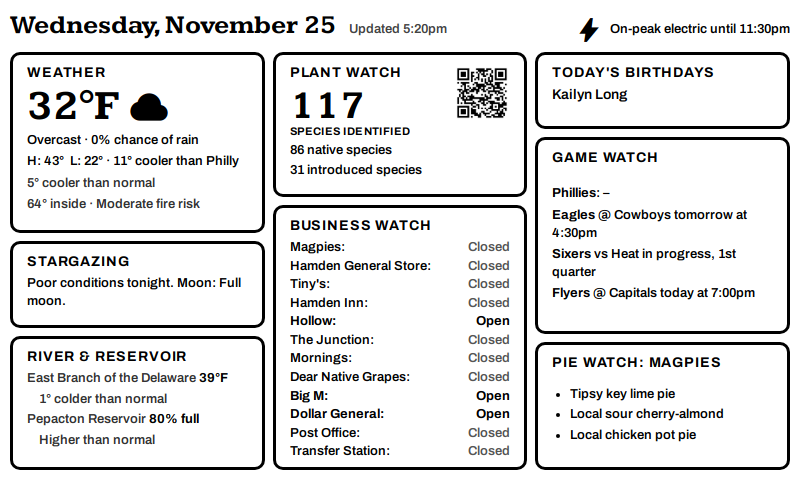 Wednesday, November 25 Updated 5:20pm
On-peak electric until 11:30pm
WEATHER
32°F
Overcast · 0% chance of rain
H: 43° L: 22° · 11° cooler than Philly
5° cooler than normal
64° inside · Moderate fire risk
STARGAZING
Poor conditions tonight. Moon: Full
moon.
RIVER & RESERVOIR
East Branch of the Delaware 39°F
1° colder than normal
Pepacton Reservoir 80% full
Higher than normal
PLANT WATCH
117
SPECIES IDENTIFIED
86 native species
31 introduced species
BUSINESS WATCH
Magpies: Closed
Hamden General Store: Closed
Tiny's: Closed
Hamden Inn: Closed
Hollow: Open
The Junction: Closed
Mornings: Closed
Dear Native Grapes: Closed
Big M: Open
Dollar General: Open
Post Office: Closed
Transfer Station: Closed
TODAY'S BIRTHDAYS
Kailyn Long
GAME WATCH
Phillies: –
Eagles @ Cowboys tomorrow at
4:30pm
Sixers vs Heat in progress, 1st
quarter
Flyers @ Capitals today at 7:00pm
PIE WATCH: MAGPIES
• Tipsy key lime pie
• Local sour cherry-almond
• Local chicken pot pie